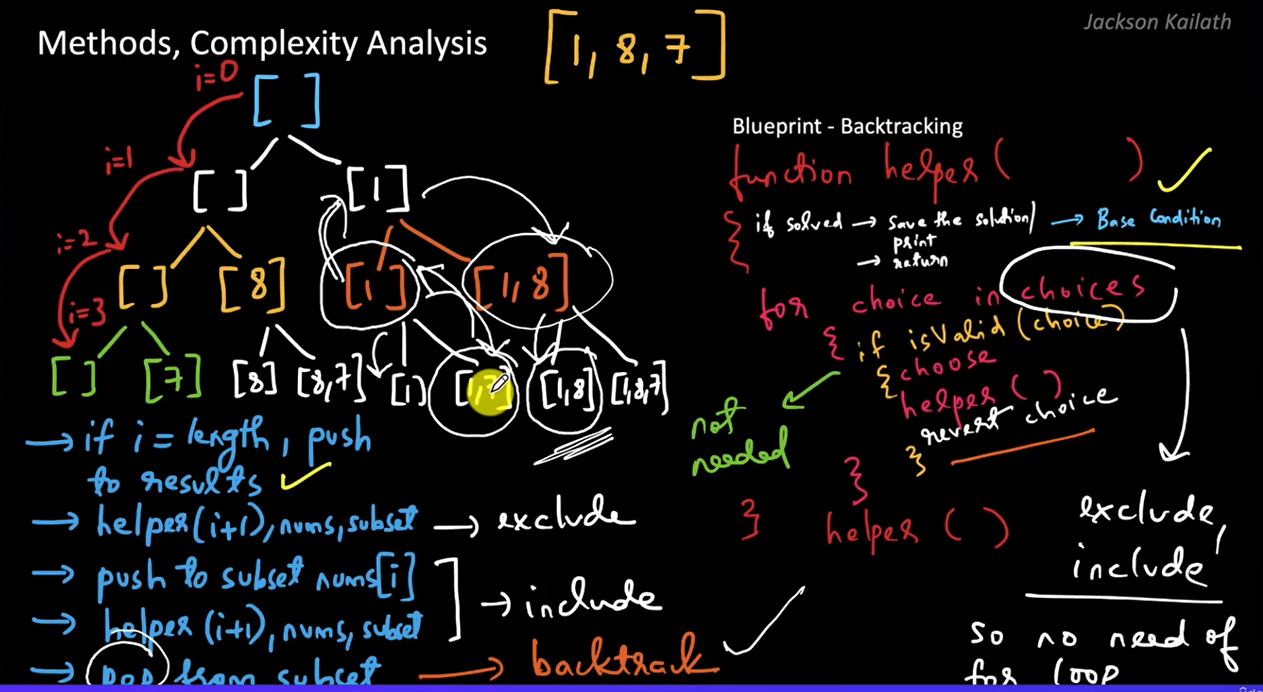 Jackson Kailath
Methods, Complexity Analysis
[1, 8, 7]
i=0
[ ]
i=1
[ ] [1]
i=2
[ ] [8] [1] [1,8]
i=3
[ ] [7] [8] [8,7] [1] [1,8] [1,8,7]
→ if i = length, push
to results
→ helper(i+1), nums, subset → exclude
→ push to subset nums[i]
→ helper(i+1), nums, subset
→ include
→ pop from subset → backtrack
Blueprint - Backtracking
function helper( )
{ if solved → save the solution/ → Base Condition
print
→ return
for choice in choices
{ if isValid(choice)
{ choose
helper( )
revert choice
}
}
} helper ( )
not
needed
exclude,
include
so no need of
for loop